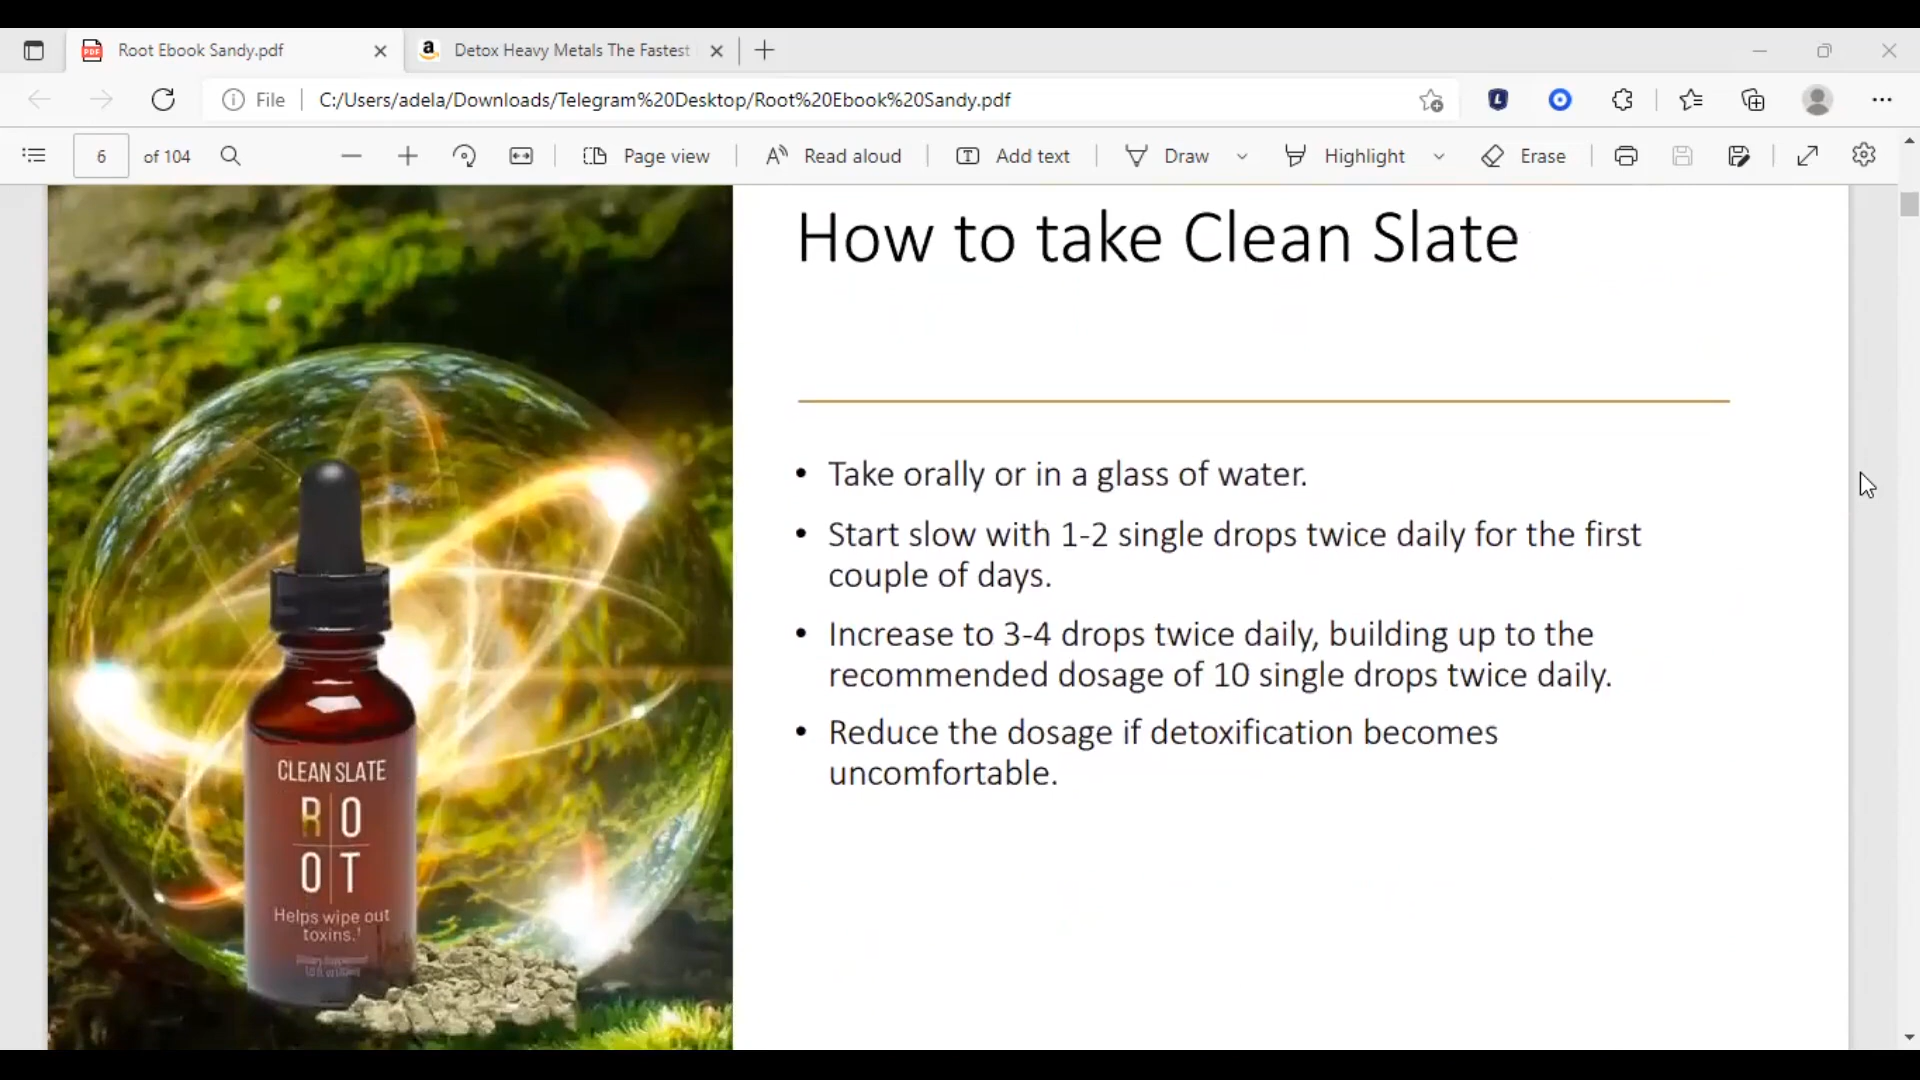 Root Ebook Sandy.pdf
Detox Heavy Metals The Fastest
File
C:/Users/adela/Downloads/Telegram%20Desktop/Root%20Ebook%20Sandy.pdf
6 of 104
Page view
Read aloud
Add text
Draw
Highlight
Erase
How to take Clean Slate
• Take orally or in a glass of water.
• Start slow with 1-2 single drops twice daily for the first
couple of days.
• Increase to 3-4 drops twice daily, building up to the
recommended dosage of 10 single drops twice daily.
• Reduce the dosage if detoxification becomes
uncomfortable.
CLEAN SLATE
RO
OT
Helps wipe out
toxins.¹